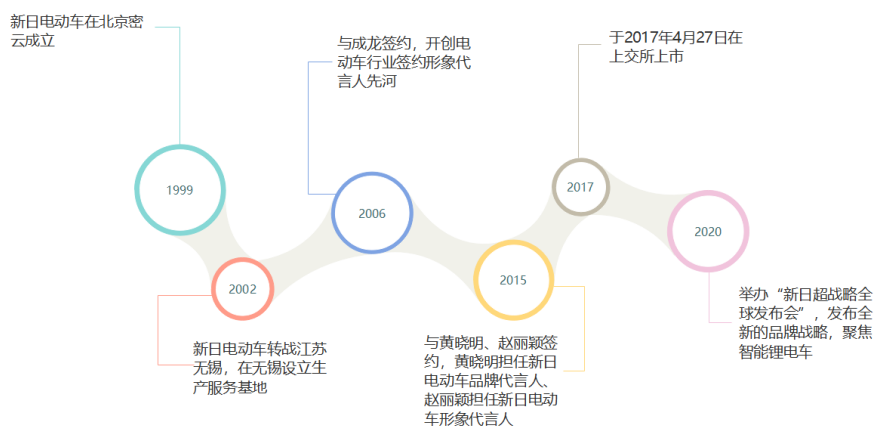 新日电动车在北京密
云成立
1999
2002
新日电动车转战江苏
无锡，在无锡设立生
产服务基地
与成龙签约，开创电
动车行业签约形象代
言人先河
2006
2015
与黄晓明、赵丽颖签
约，黄晓明担任新日
电动车品牌代言人、
赵丽颖担任新日电动
车形象代言人
于2017年4月27日在
上交所上市
2017
2020
举办“新日超战略全
球发布会”，发布全
新的品牌战略，聚焦
智能锂电车